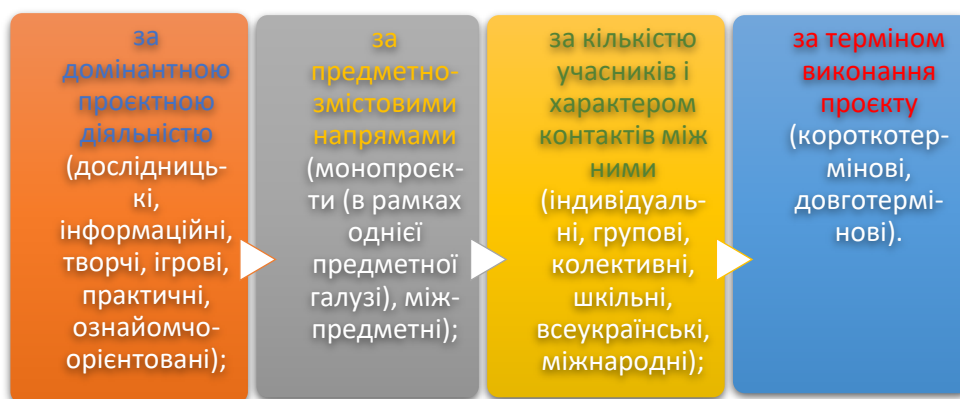 за
домінантною
проєктною
діяльністю
(дослідниць-
кі,
інформаційні,
творчі, ігрові,
практичні,
ознайомчо-
орієнтовані);
за
предметно-
змістовими
напрямами
(монопроєк-
ти (в рамках
однієї
предметної
галузі), між-
предметні);
за кількістю
учасників і
характером
контактів між
ними
(індивідуаль-
ні, групові,
колективні,
шкільні,
всеукраїнські,
міжнародні);
за терміном
виконання
проєкту
(короткотер-
мінові,
довготермі-
нові).